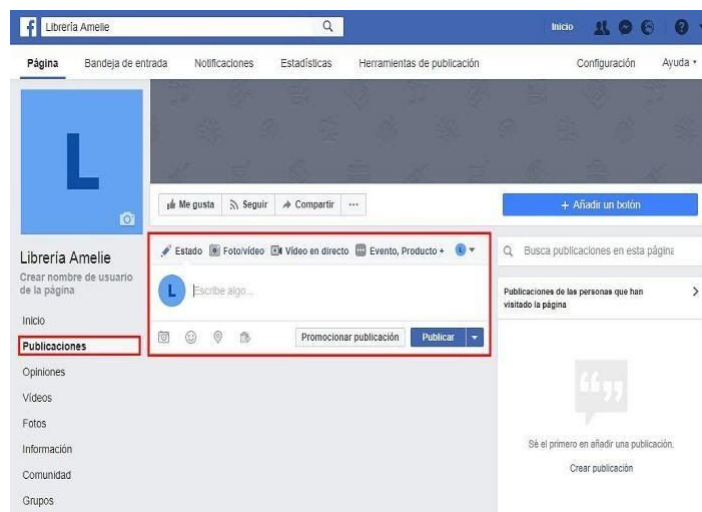 f Librería Amelie
Inicio
Página Bandeja de entrada Notificaciones Estadísticas Herramientas de publicación Configuración Ayuda
L
Me gusta Seguir Compartir ...
+ Añadir un botón
Librería Amelie
Crear nombre de usuario
de la página
Inicio
Publicaciones
Opiniones
Vídeos
Fotos
Información
Comunidad
Grupos
Estado Foto/vídeo Vídeo en directo Evento, Producto + L
L Escribe algo...
Promocionar publicación Publicar
Busca publicaciones en esta página
Publicaciones de las personas que han
visitado la página
Sé el primero en añadir una publicación.
Crear publicación